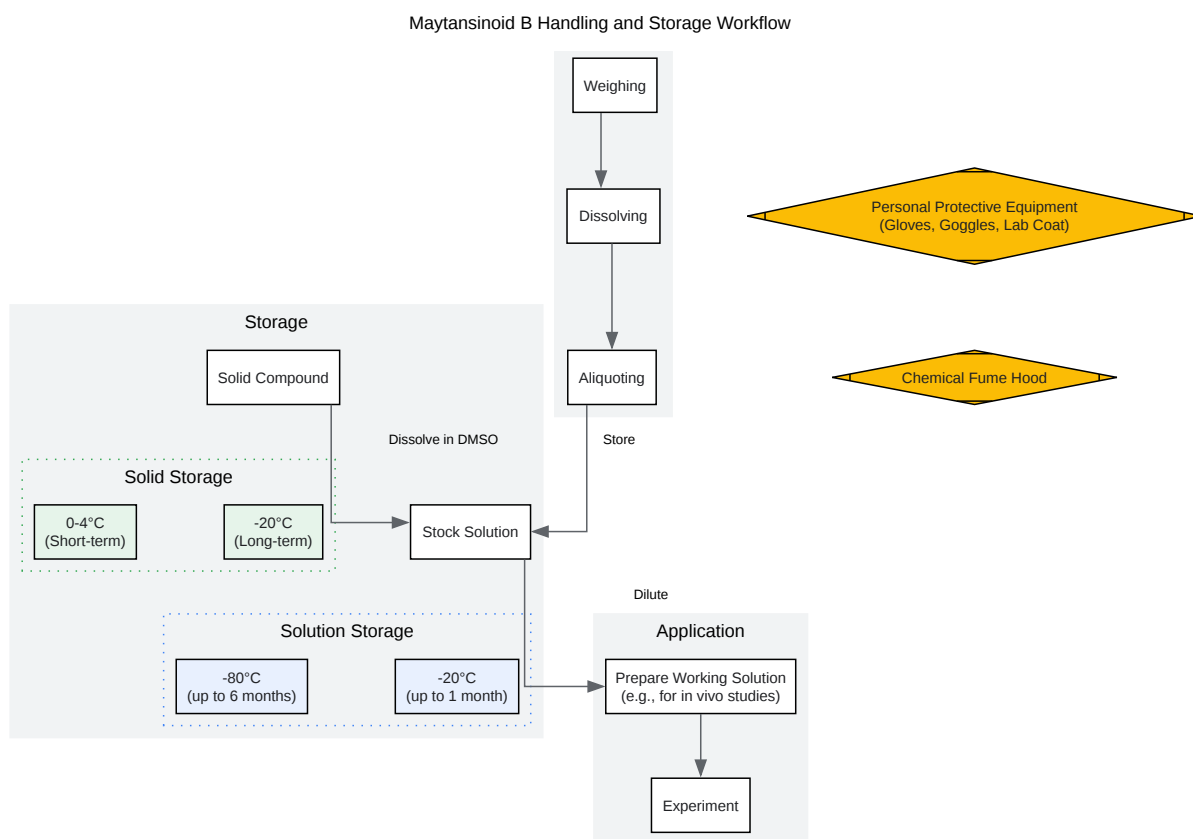 Maytansinoid B Handling and Storage Workflow
Weighing
Dissolving
Personal Protective Equipment
(Gloves, Goggles, Lab Coat)
Aliquoting
Chemical Fume Hood
Store
Storage
Solid Compound
Dissolve in DMSO
Solid Storage
0-4°C
(Short-term)
-20°C
(Long-term)
Stock Solution
Solution Storage
-80°C
(up to 6 months)
-20°C
(up to 1 month)
Dilute
Application
Prepare Working Solution
(e.g., for in vivo studies)
Experiment